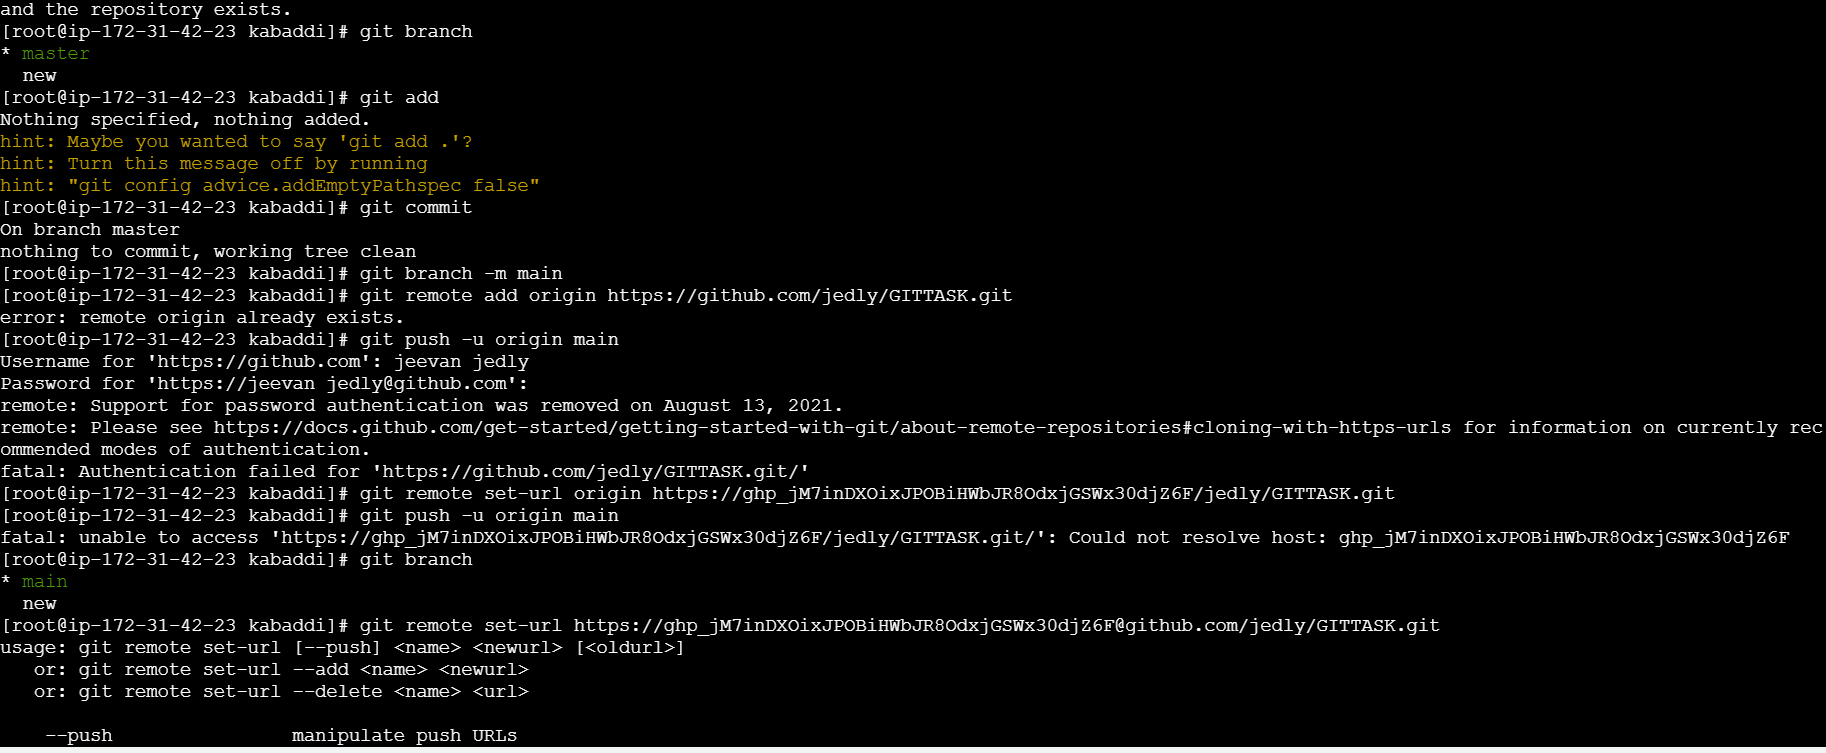 and the repository exists.
[root@ip-172-31-42-23 kabaddi]# git branch
* master
  new
[root@ip-172-31-42-23 kabaddi]# git add
Nothing specified, nothing added.
hint: Maybe you wanted to say 'git add .'?
hint: Turn this message off by running
hint: "git config advice.addEmptyPathspec false"
[root@ip-172-31-42-23 kabaddi]# git commit
On branch master
nothing to commit, working tree clean
[root@ip-172-31-42-23 kabaddi]# git branch -m main
[root@ip-172-31-42-23 kabaddi]# git remote add origin https://github.com/jedly/GITTASK.git
error: remote origin already exists.
[root@ip-172-31-42-23 kabaddi]# git push -u origin main
Username for 'https://github.com': jeevan jedly
Password for 'https://jeevan jedly@github.com':
remote: Support for password authentication was removed on August 13, 2021.
remote: Please see https://docs.github.com/get-started/getting-started-with-git/about-remote-repositories#cloning-with-https-urls for information on currently rec
ommended modes of authentication.
fatal: Authentication failed for 'https://github.com/jedly/GITTASK.git/'
[root@ip-172-31-42-23 kabaddi]# git remote set-url origin https://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/jedly/GITTASK.git
[root@ip-172-31-42-23 kabaddi]# git push -u origin main
fatal: unable to access 'https://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/jedly/GITTASK.git/': Could not resolve host: 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
[root@ip-172-31-42-23 kabaddi]# git branch
* main
  new
[root@ip-172-31-42-23 kabaddi]# git remote set-url https://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@github.com/jedly/GITTASK.git
usage: git remote set-url [--push] <name> <newurl> [<oldurl>]
   or: git remote set-url --add <name> <newurl>
   or: git remote set-url --delete <name> <url>

    --push                manipulate push URLs